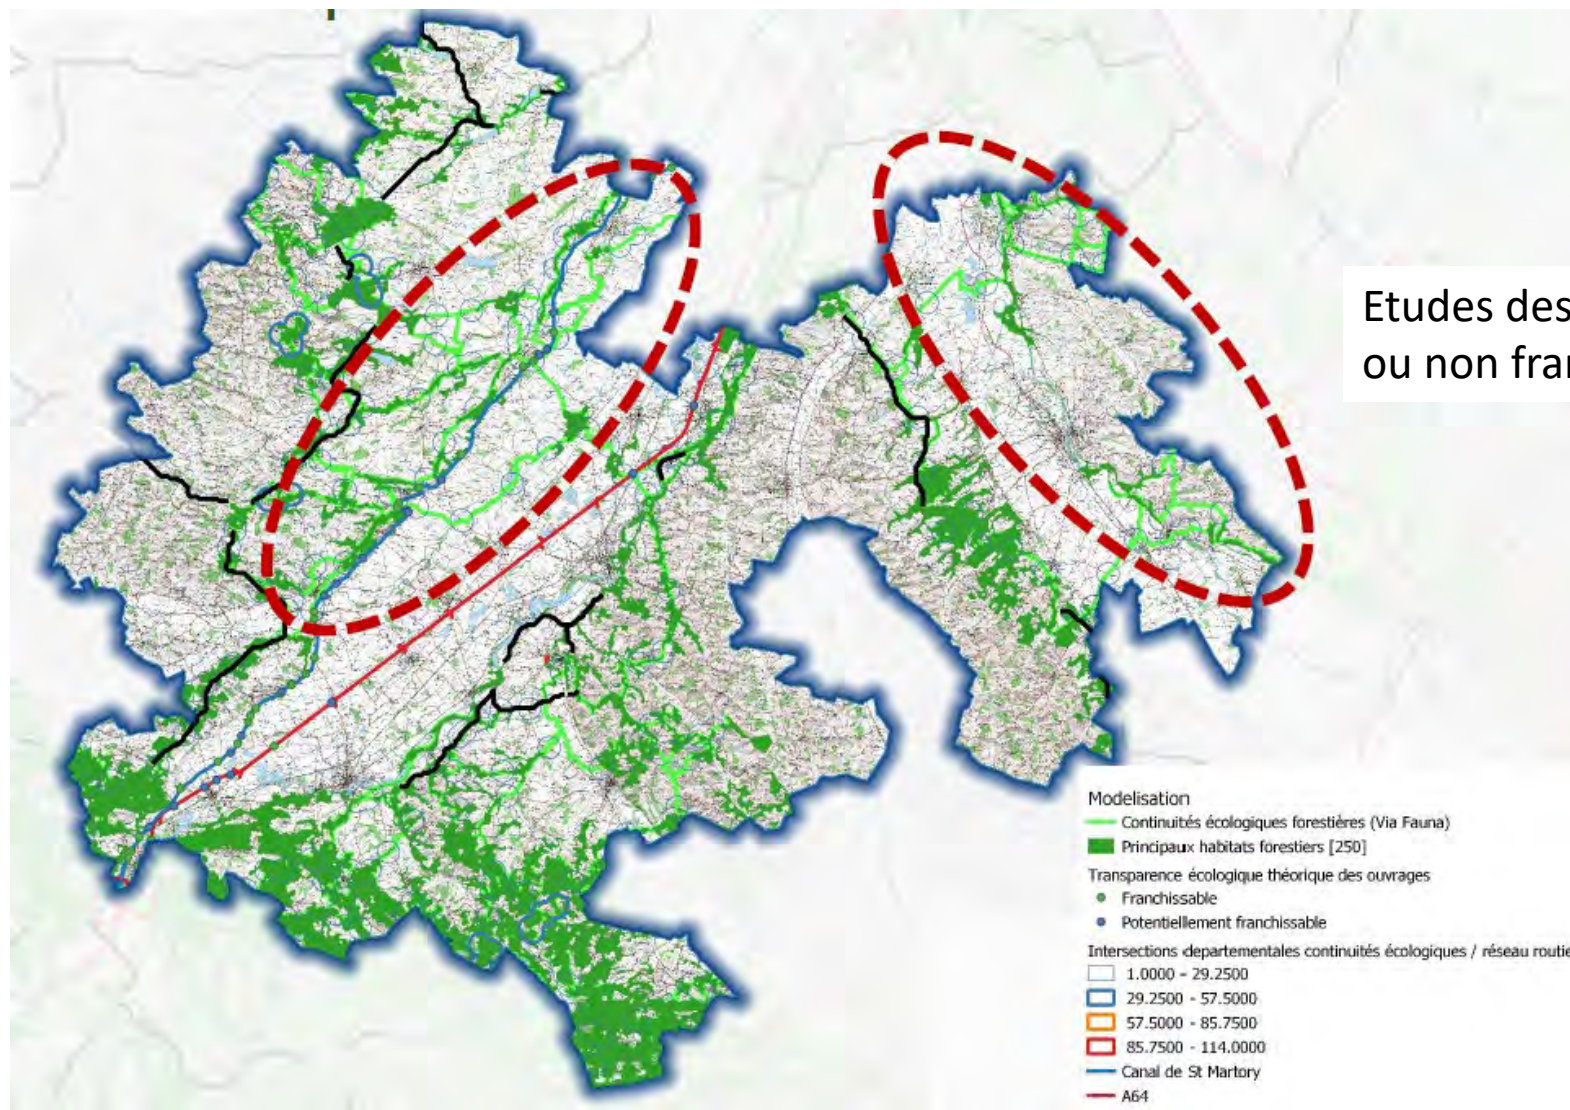 Etudes des
ou non fran
Modelisation
Continuités écologiques forestières (Via Fauna)
Principaux habitats forestiers [250]
Transparence écologique théorique des ouvrages
Franchissable
Potentiellement franchissable
Intersections departementales continuités écologiques / réseau routie
1.0000 - 29.2500
29.2500 - 57.5000
57.5000 - 85.7500
85.7500 - 114.0000
Canal de St Martory
A64